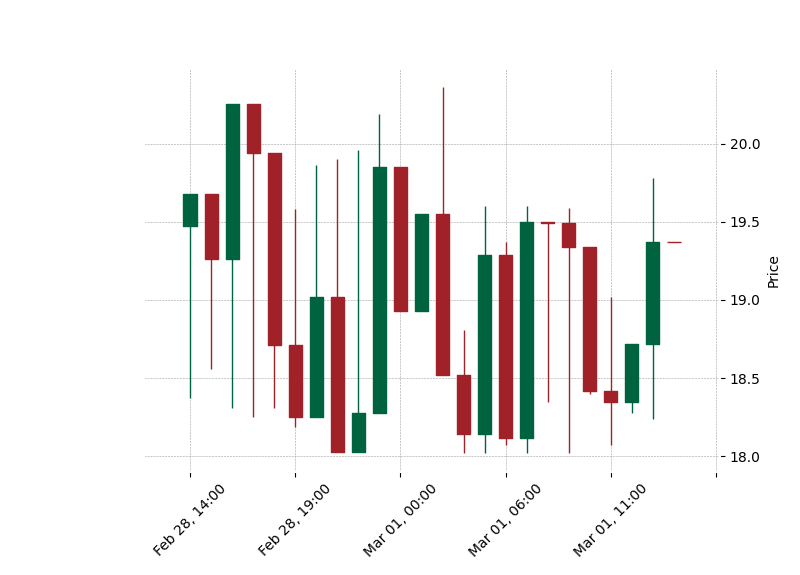 20.0
19.5
19.0
18.5
18.0
Price
Feb 28, 14:00
Feb 28, 19:00
Mar 01, 00:00
Mar 01, 06:00
Mar 01, 11:00